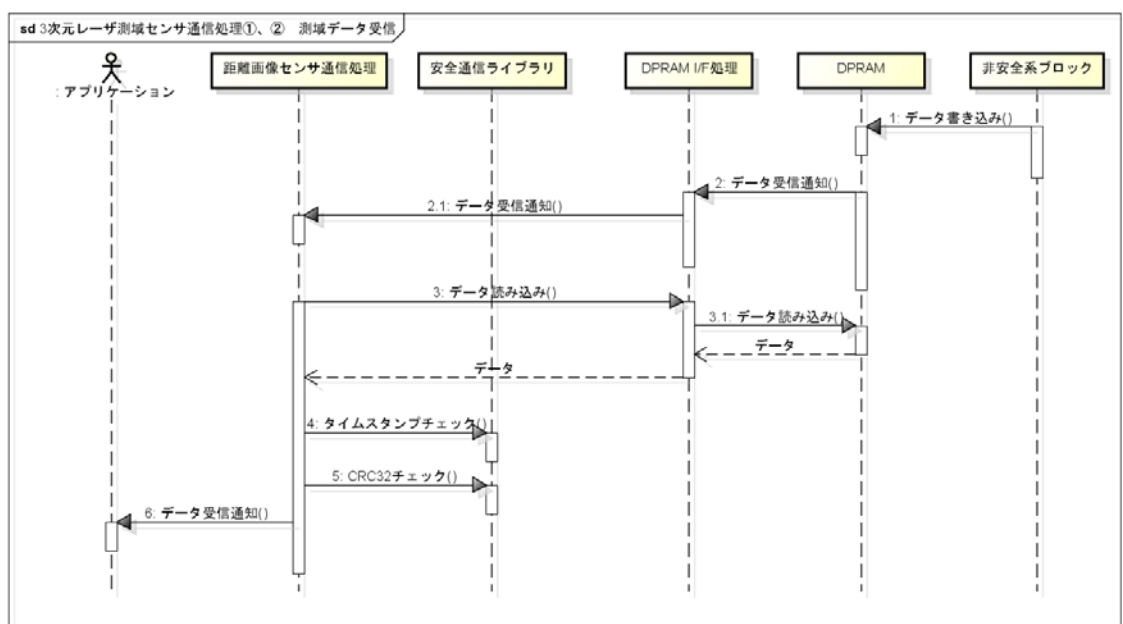 sd 3次元レーザ測域センサ通信処理①、② 測域データ受信
: アプリケーション
距離画像センサ通信処理
安全通信ライブラリ
DPRAM I/F処理
DPRAM
非安全系ブロック
1: データ書き込み()
2: データ受信通知()
2.1: データ受信通知()
3: データ読み込み()
3.1: データ読み込み()
データ
データ
4: タイムスタンプチェック()
5: CRC32チェック()
6: データ受信通知()